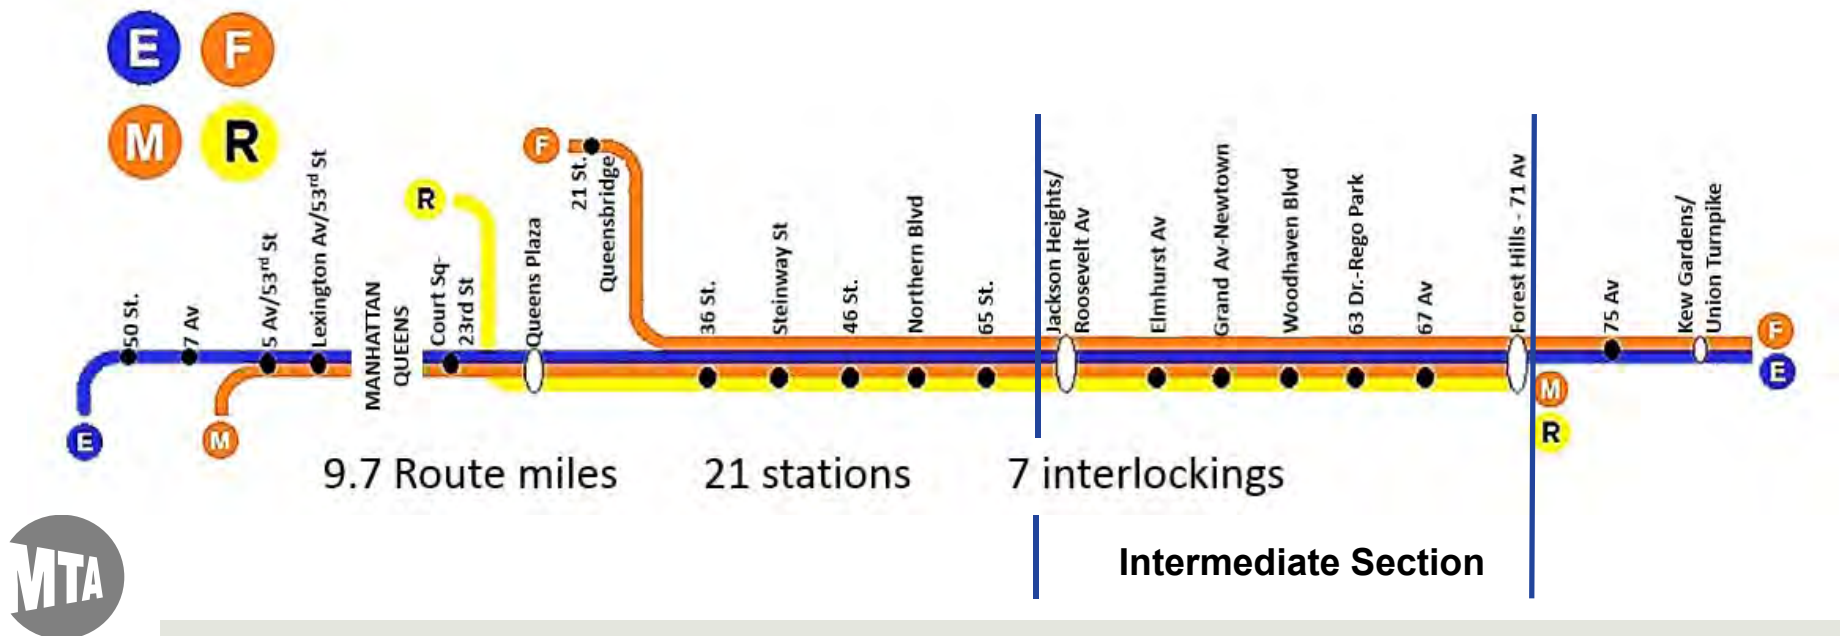 E F
M R
E
M
R
F
50 St.
7 Av
5 Av/53rd St
Lexington Av/53rd St
MANHATTAN
QUEENS
Court Sq-
23rd St
Queens Plaza
21 St.
Queensbridge
36 St.
Steinway St
46 St.
Northern Blvd
65 St.
Jackson Heights/
Roosevelt Av
Elmhurst Av
Grand Av-Newtown
Woodhaven Blvd
63 Dr.-Rego Park
67 Av
Forest Hills - 71 Av
75 Av
Kew Gardens/
Union Turnpike
F
E
M
R
9.7 Route miles 21 stations 7 interlockings
Intermediate Section
MTA